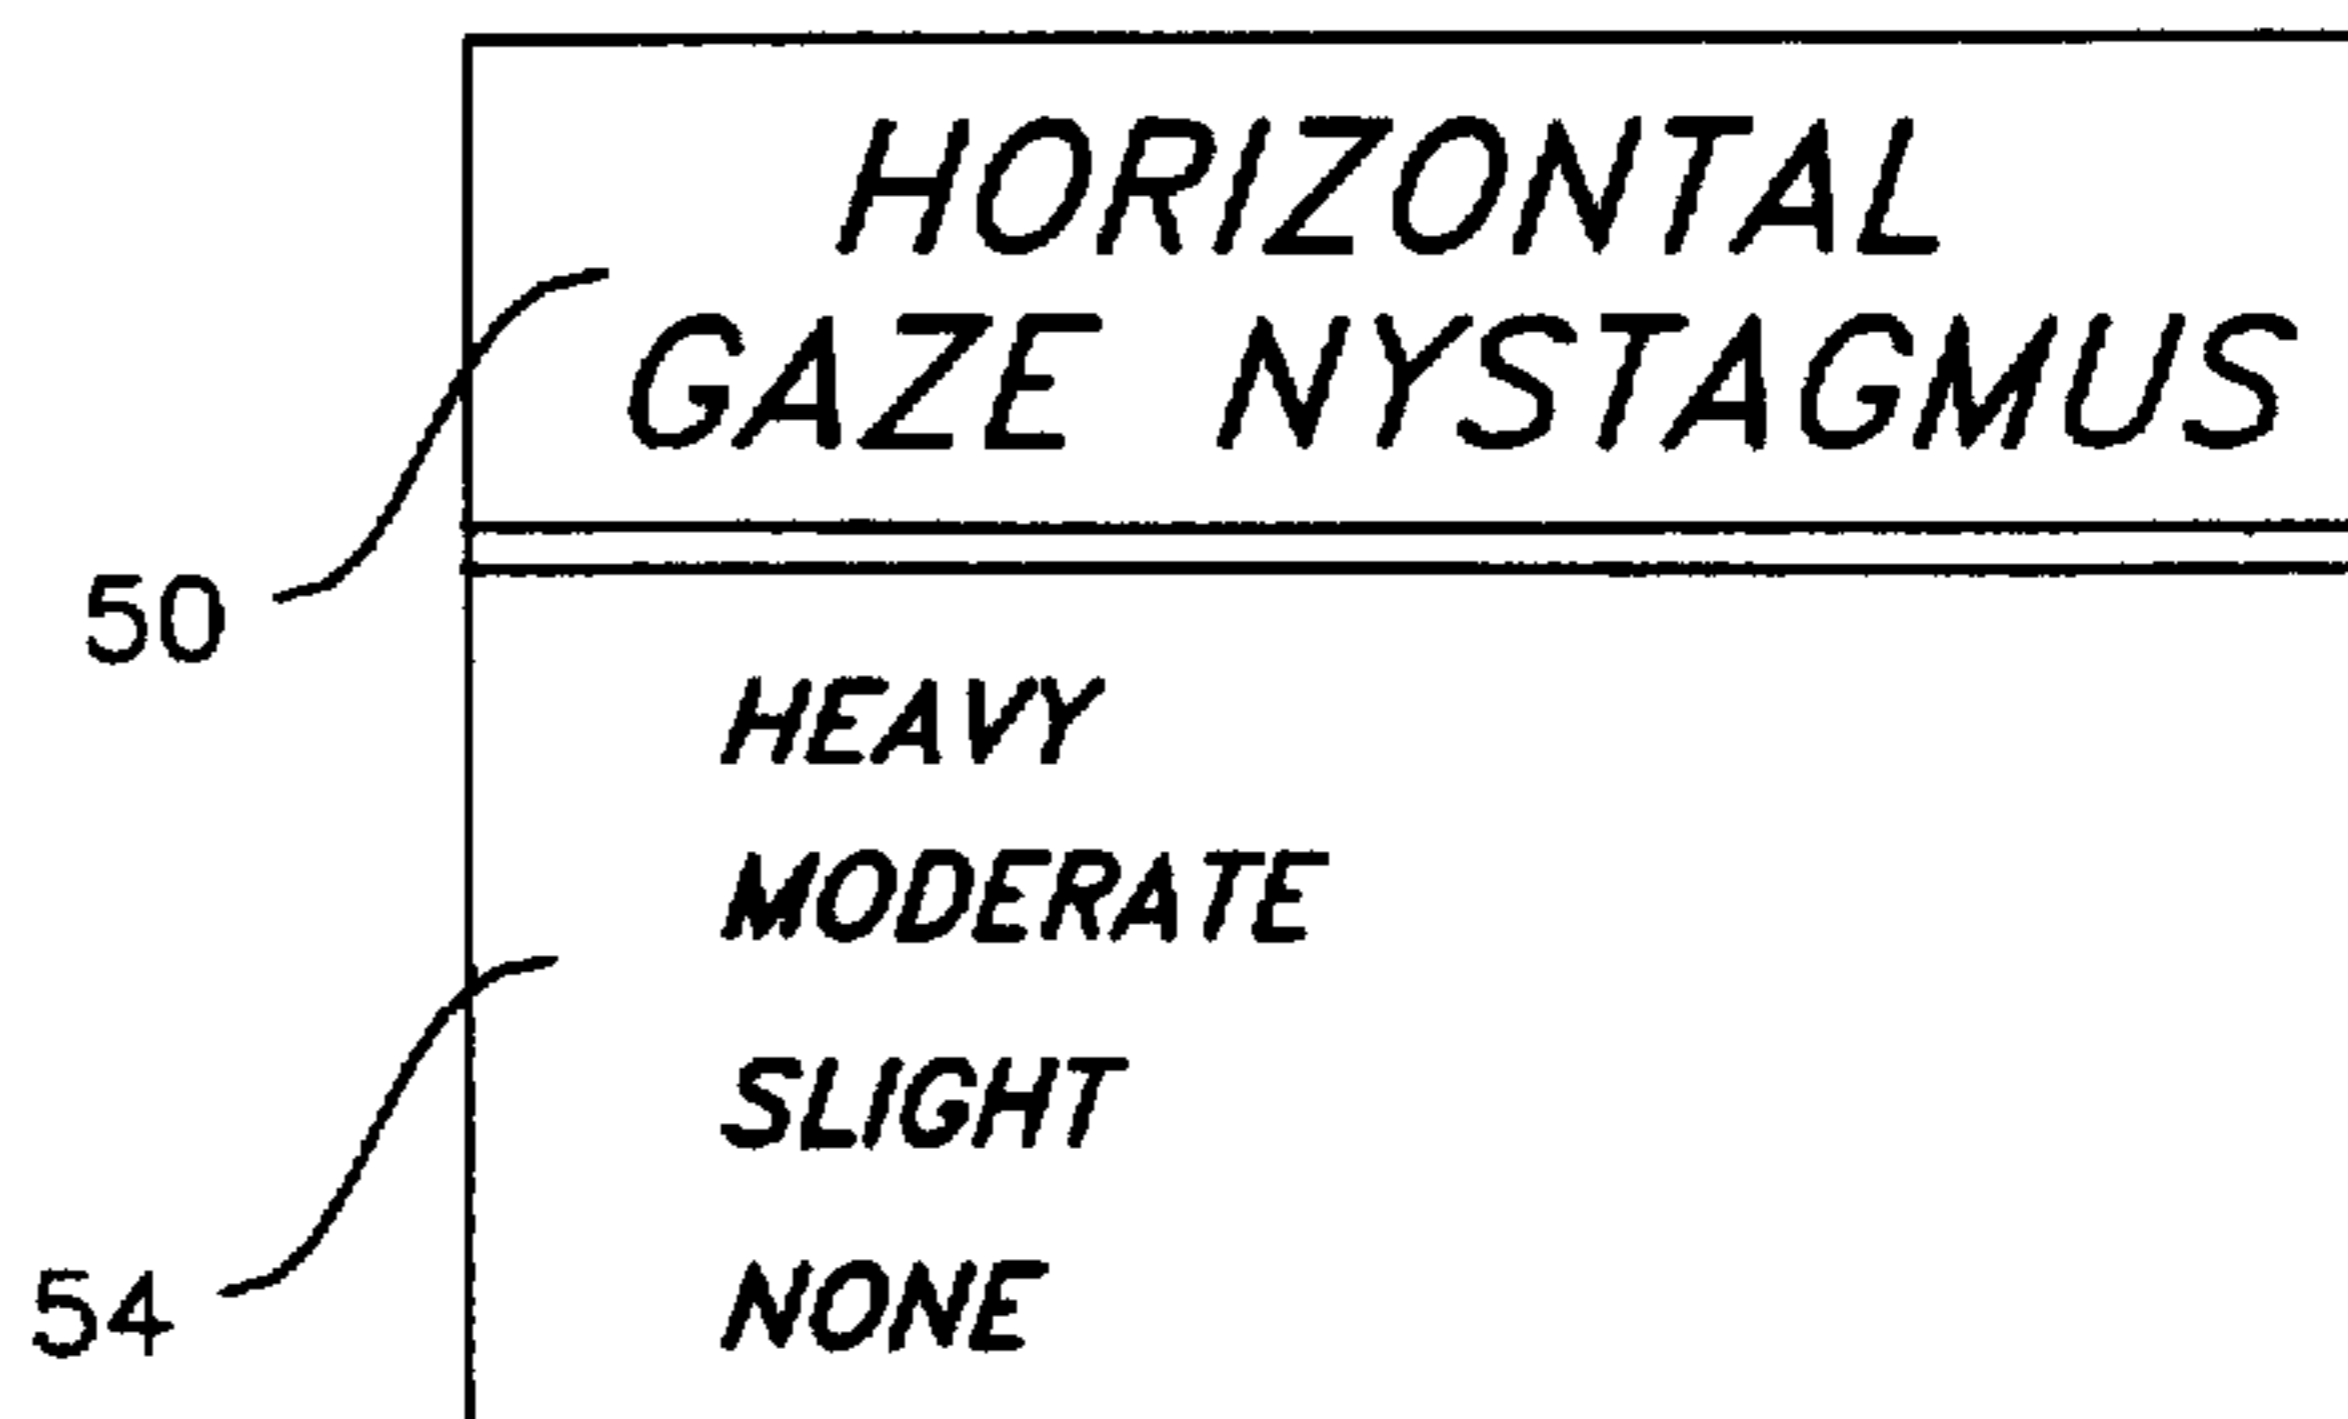 HORIZONTAL
GAZE NYSTAGMUS
50
HEAVY
MODERATE
SLIGHT
54
NONE